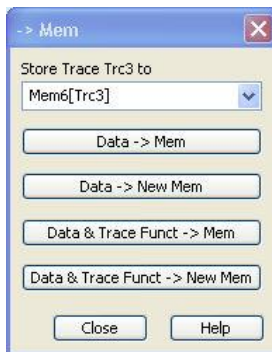 -> Mem
Store Trace Trc3 to
Mem6[Trc3]
Data -> Mem
Data -> New Mem
Data & Trace Funct -> Mem
Data & Trace Funct -> New Mem
Close Help